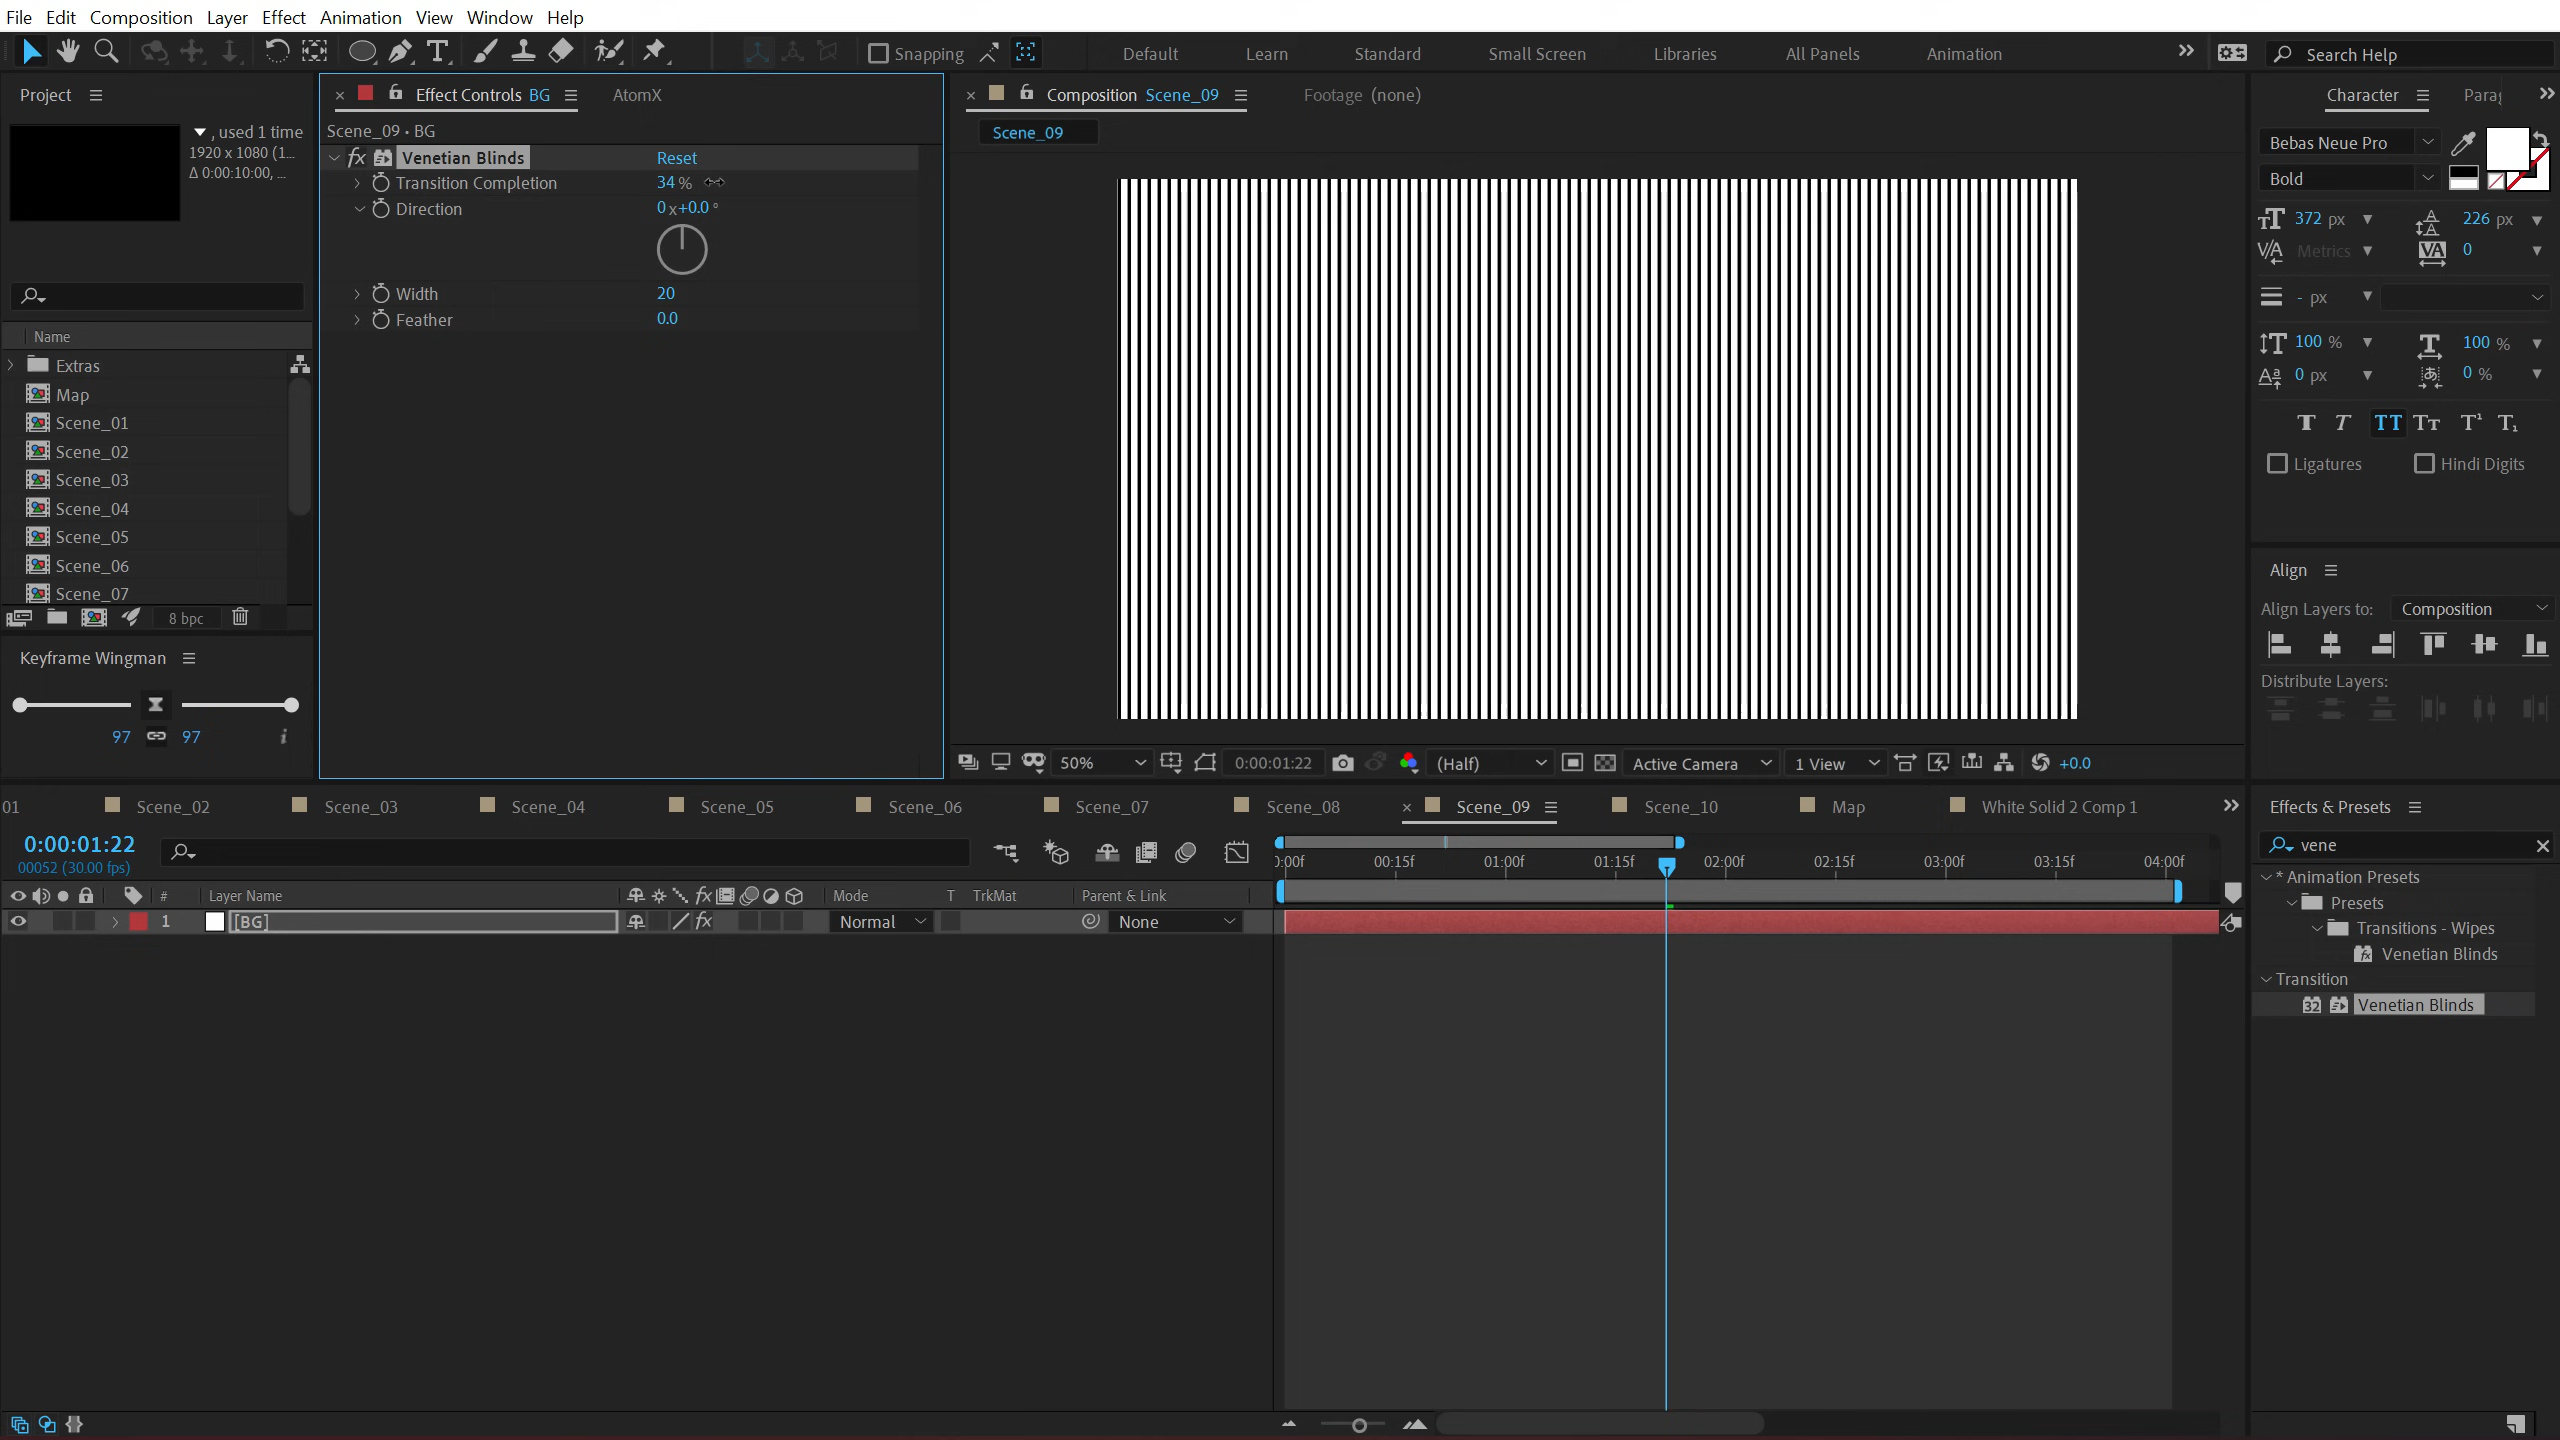 File Edit Composition Layer Effect Animation View Window Help
Snapping Default Learn Standard Small Screen Libraries All Panels Animation Search Help
Project
, used 1 time
1920 x 1080 (1...
Δ 0:00:10:00, ...
Name
Extras
Map
Scene_01
Scene_02
Scene_03
Scene_04
Scene_05
Scene_06
Scene_07
8 bpc
Keyframe Wingman
97 97
Effect Controls BG AtomX
Scene_09 • BG
fx Venetian Blinds Reset
Transition Completion 34 %
Direction 0 x +0.0 °
Width 20
Feather 0.0
Composition Scene_09 Footage (none)
Scene_09
50% 0:00:01:22 (Half) Active Camera 1 View +0.0
Character Para
Bebas Neue Pro
Bold
372 px 226 px
Metrics 0
- px
100 % 100 %
0 px 0 %
Ligatures Hindi Digits
Align
Align Layers to: Composition
Distribute Layers:
01 Scene_02 Scene_03 Scene_04 Scene_05 Scene_06 Scene_07 Scene_08 Scene_09 Scene_10 Map White Solid 2 Comp 1
0:00:01:22
00052 (30.00 fps)
:00f 00:15f 01:00f 01:15f 02:00f 02:15f 03:00f 03:15f 04:00f
# Layer Name fx Mode T TrkMat Parent & Link
1 [BG] fx Normal None
Effects & Presets
vene
* Animation Presets
Presets
Transitions - Wipes
Venetian Blinds
Transition
32 Venetian Blinds